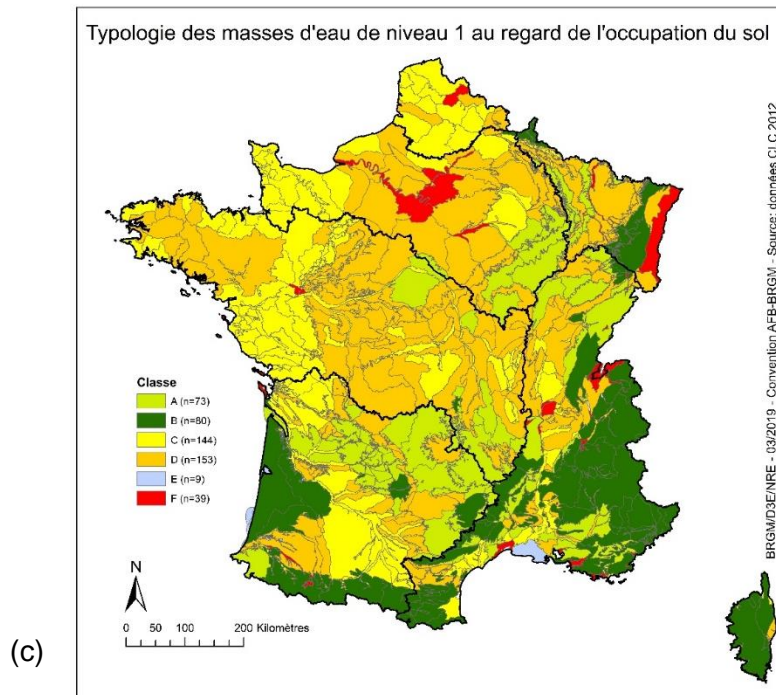 Typologie des masses d'eau de niveau 1 au regard de l'occupation du sol
Classe
A (n=73)
B (n=80)
C (n=144)
D (n=153)
E (n=9)
F (n=39)
N
0 50 100 200 Kilomètres
BRGM/D3E/NRE - 03/2019 - Convention AFB-BRGM - Source: données CLC 2012
(c)